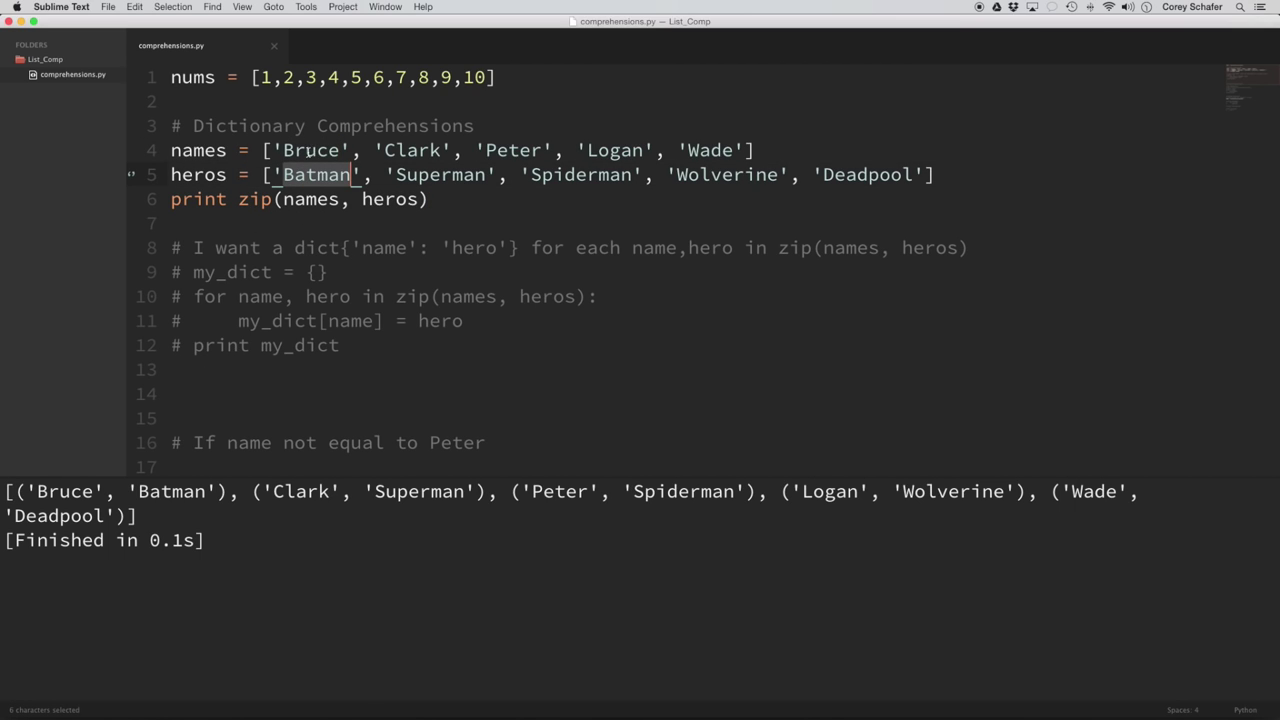 Sublime Text File Edit Selection Find View Goto Tools Project Window Help Corey Schafer
comprehensions.py — List_Comp
FOLDERS
List_Comp
comprehensions.py
comprehensions.py
1 nums = [1,2,3,4,5,6,7,8,9,10]
2
3 # Dictionary Comprehensions
4 names = ['Bruce', 'Clark', 'Peter', 'Logan', 'Wade']
5 heros = ['Batman', 'Superman', 'Spiderman', 'Wolverine', 'Deadpool']
6 print zip(names, heros)
7
8 # I want a dict{'name': 'hero'} for each name,hero in zip(names, heros)
9 # my_dict = {}
10 # for name, hero in zip(names, heros):
11 #     my_dict[name] = hero
12 # print my_dict
13
14
15
16 # If name not equal to Peter
17
[('Bruce', 'Batman'), ('Clark', 'Superman'), ('Peter', 'Spiderman'), ('Logan', 'Wolverine'), ('Wade',
'Deadpool')]
[Finished in 0.1s]
6 characters selected Spaces: 4 Python